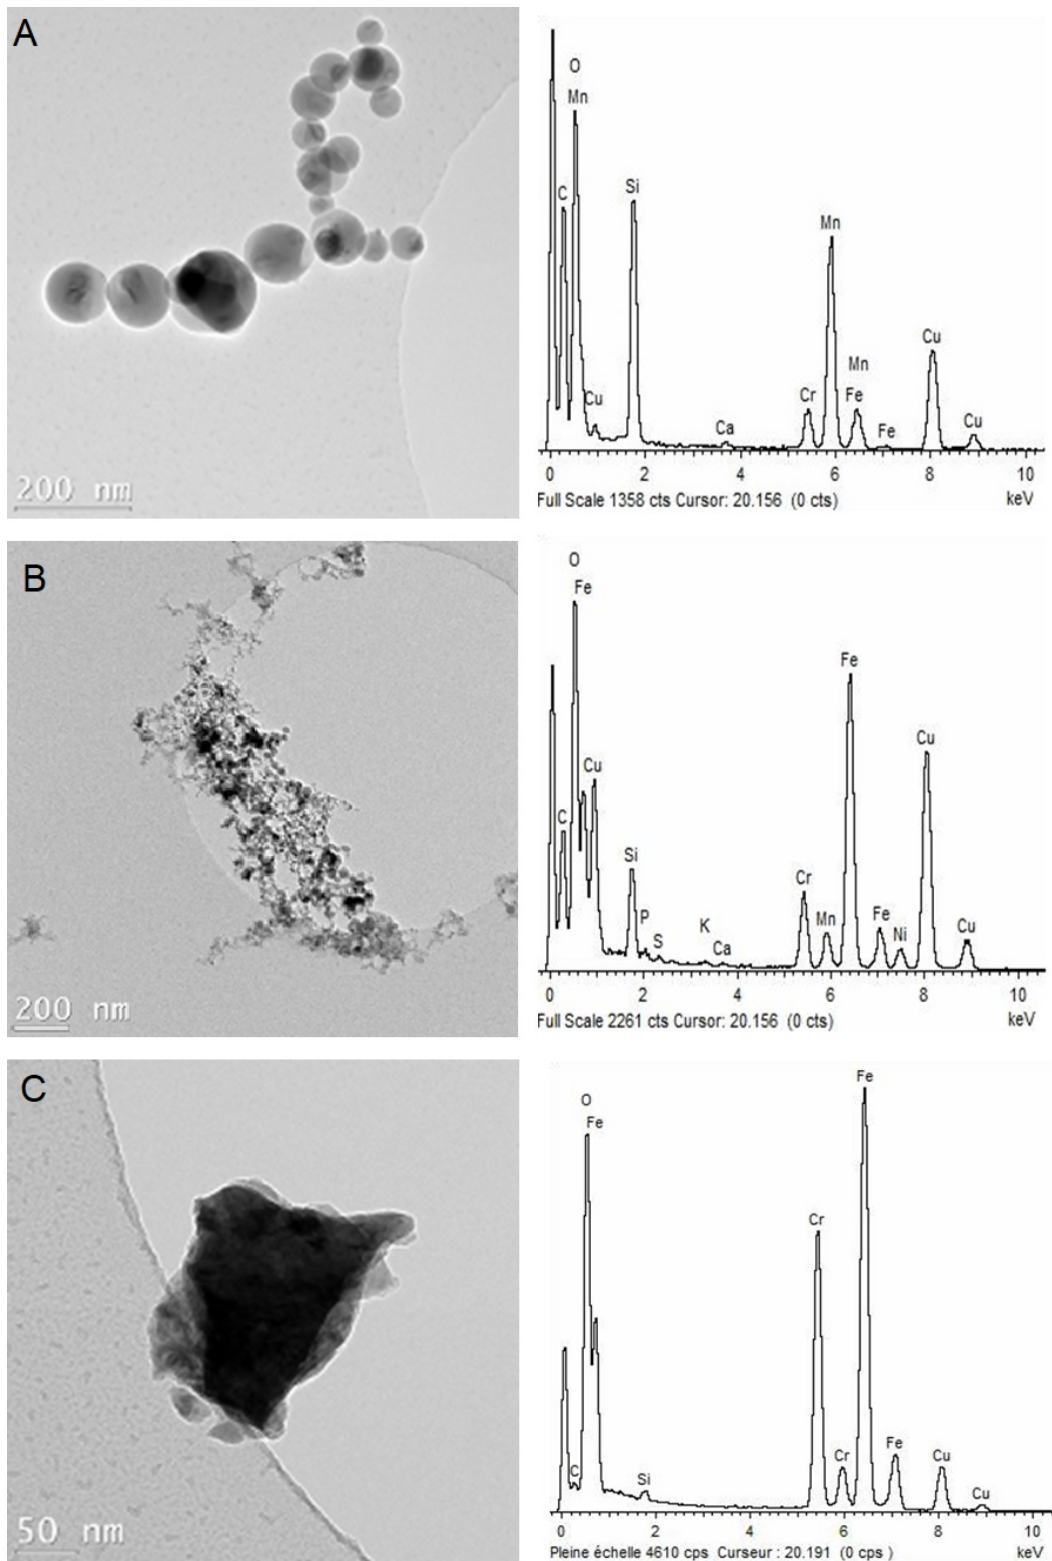 A
200 nm
O
Mn
C
Si
Mn
Mn
Cu
Cu
Cr
Fe
Ca
Fe
Cu
0 2 4 6 8 10
Full Scale 1358 cts Cursor: 20.156 (0 cts) keV
B
200 nm
O
Fe
Fe
Cu
Cu
C
Si
Cr
P
K
Mn
Fe
Cu
S
Ca
Ni
0 2 4 6 8 10
Full Scale 2261 cts Cursor: 20.156 (0 cts) keV
C
50 nm
Fe
O
Fe
Cr
Fe
Cr
Cu
C
Si
Cu
0 2 4 6 8 10
Pleine échelle 4610 cps Curseur : 20.191 (0 cps ) keV